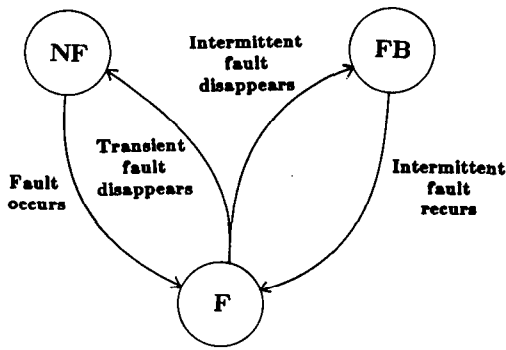 NF
FB
Intermittent
fault
disappears
Transient
fault
disappears
Fault
occurs
Intermittent
fault
recurs
F